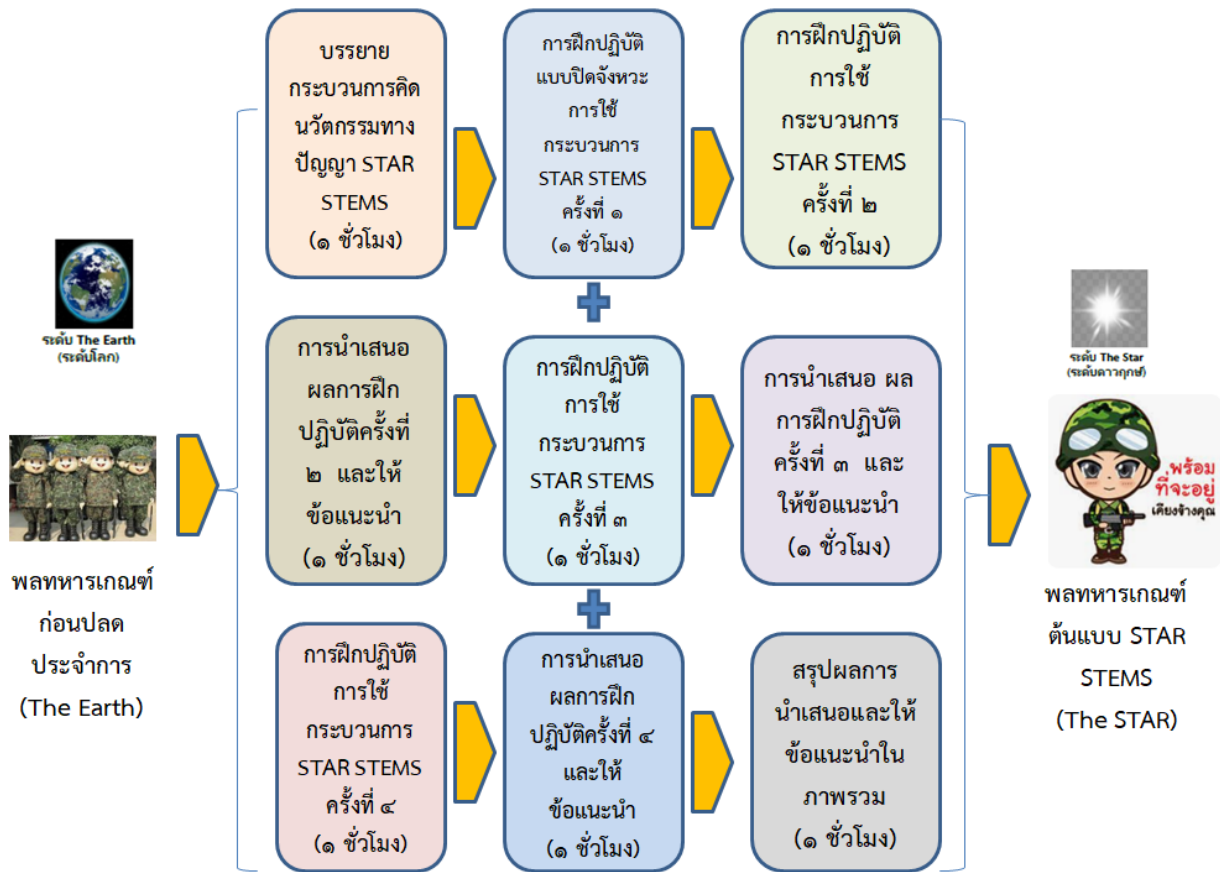 บรรยาย
กระบวนการคิด
นวัตกรรมทาง
ปัญญา STAR
STEMS
(๑ ชั่วโมง)
การฝึกปฏิบัติ
แบบปิดจังหวะ
การใช้
กระบวนการ
STAR STEMS
ครั้งที่ ๑
(๑ ชั่วโมง)
การฝึกปฏิบัติ
การใช้
กระบวนการ
STAR STEMS
ครั้งที่ ๒
(๑ ชั่วโมง)
ระดับ The Earth
(ระดับโลก)
พลทหารเกณฑ์
ก่อนปลด
ประจำการ
(The Earth)
การนำเสนอ
ผลการฝึก
ปฏิบัติครั้งที่
๒ และให้
ข้อแนะนำ
(๑ ชั่วโมง)
การฝึกปฏิบัติ
การใช้
กระบวนการ
STAR STEMS
ครั้งที่ ๓
(๑ ชั่วโมง)
การนำเสนอ ผล
การฝึกปฏิบัติ
ครั้งที่ ๓ และ
ให้ข้อแนะนำ
(๑ ชั่วโมง)
ระดับ The Star
(ระดับดาวฤกษ์)
พร้อม
ที่จะอยู่
เคียงข้างคุณ
พลทหารเกณฑ์
ต้นแบบ STAR
STEMS
(The STAR)
การฝึกปฏิบัติ
การใช้
กระบวนการ
STAR STEMS
ครั้งที่ ๔
(๑ ชั่วโมง)
การนำเสนอ
ผลการฝึก
ปฏิบัติครั้งที่ ๔
และให้
ข้อแนะนำ
(๑ ชั่วโมง)
สรุปผลการ
นำเสนอและให้
ข้อแนะนำใน
ภาพรวม
(๑ ชั่วโมง)